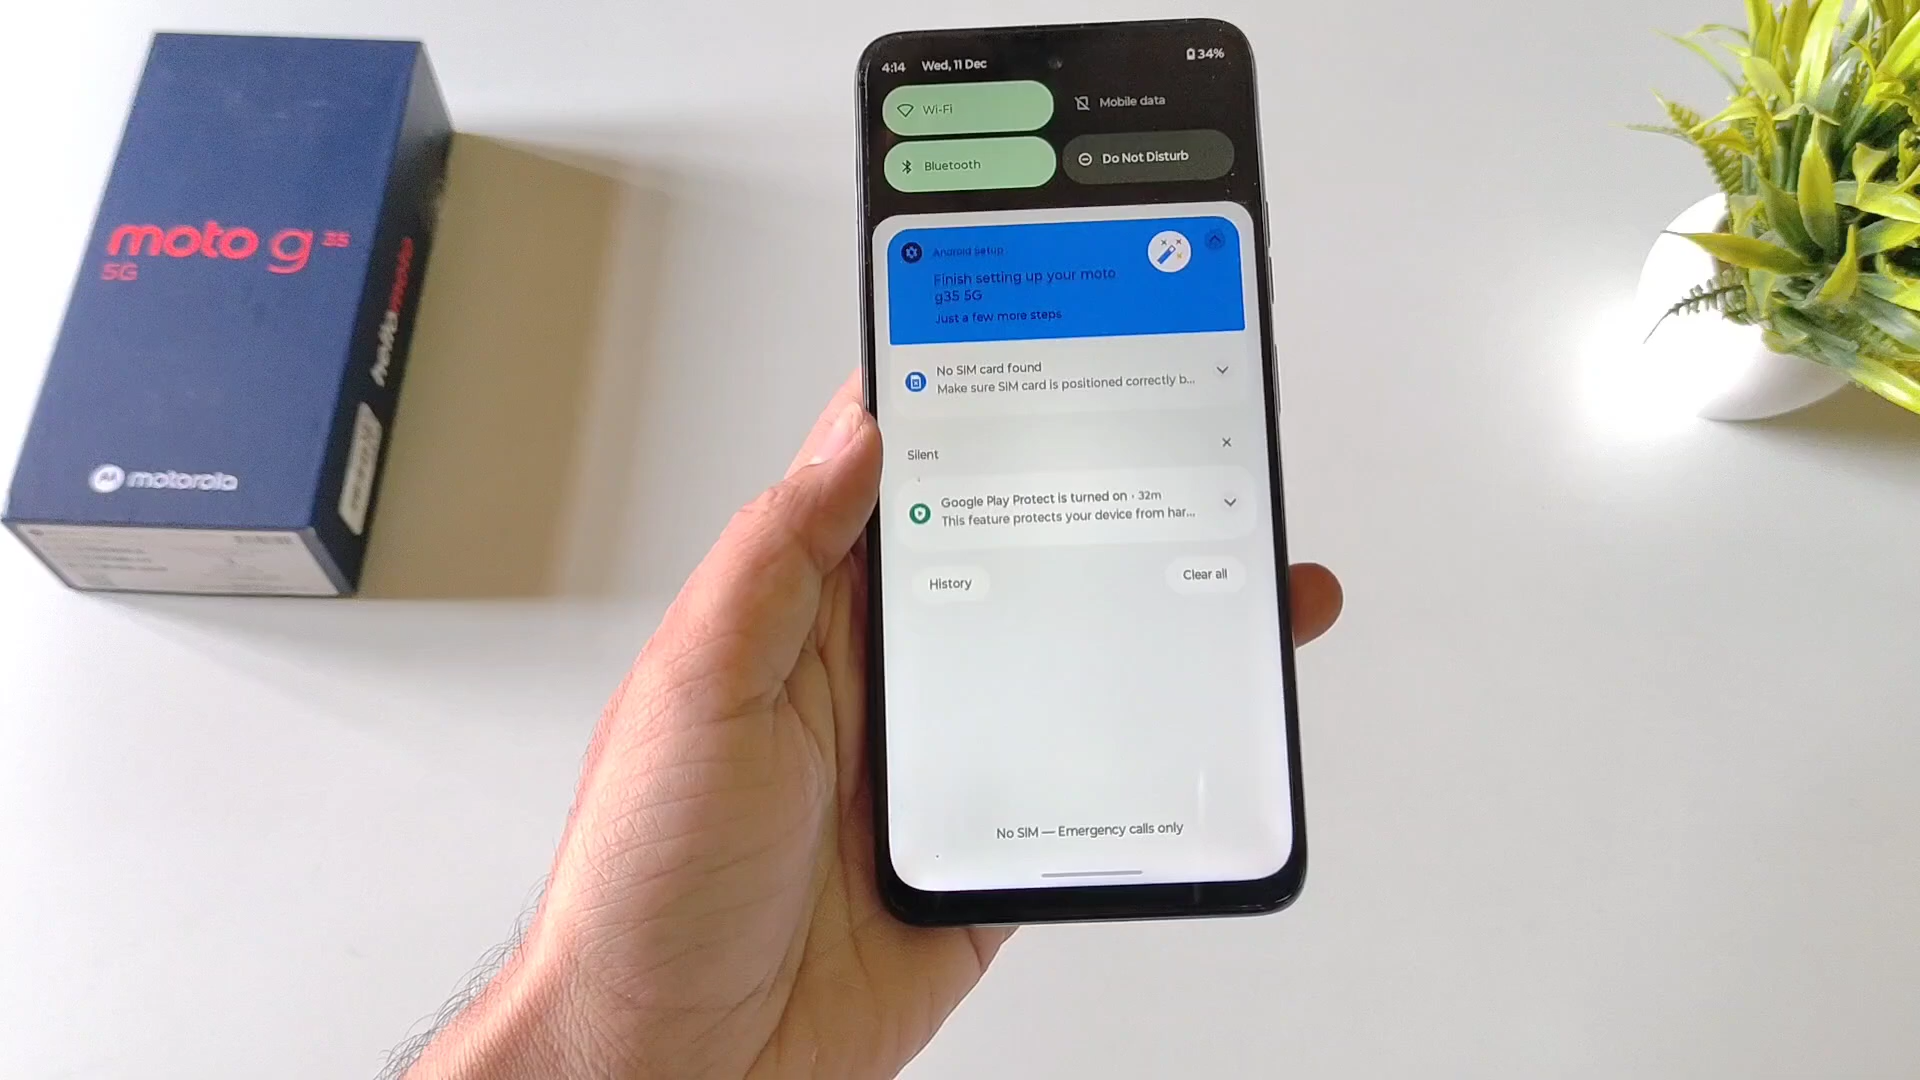 moto g 35
5G
hellomoto
motorola
4:14 Wed, 11 Dec
34%
Wi-Fi
Mobile data
Bluetooth
Do Not Disturb
Android Setup
Finish setting up your moto
g35 5G
Just a few more steps
No SIM card found
Make sure SIM card is positioned correctly b...
Silent
Google Play Protect is turned on • 32m
This feature protects your device from har...
History
Clear all
No SIM — Emergency calls only